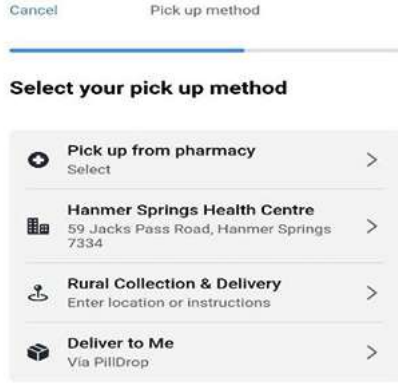 Cancel Pick up method
Select your pick up method
Pick up from pharmacy
Select
Hanmer Springs Health Centre
59 Jacks Pass Road, Hanmer Springs
7334
Rural Collection & Delivery
Enter location or instructions
Deliver to Me
Via PillDrop